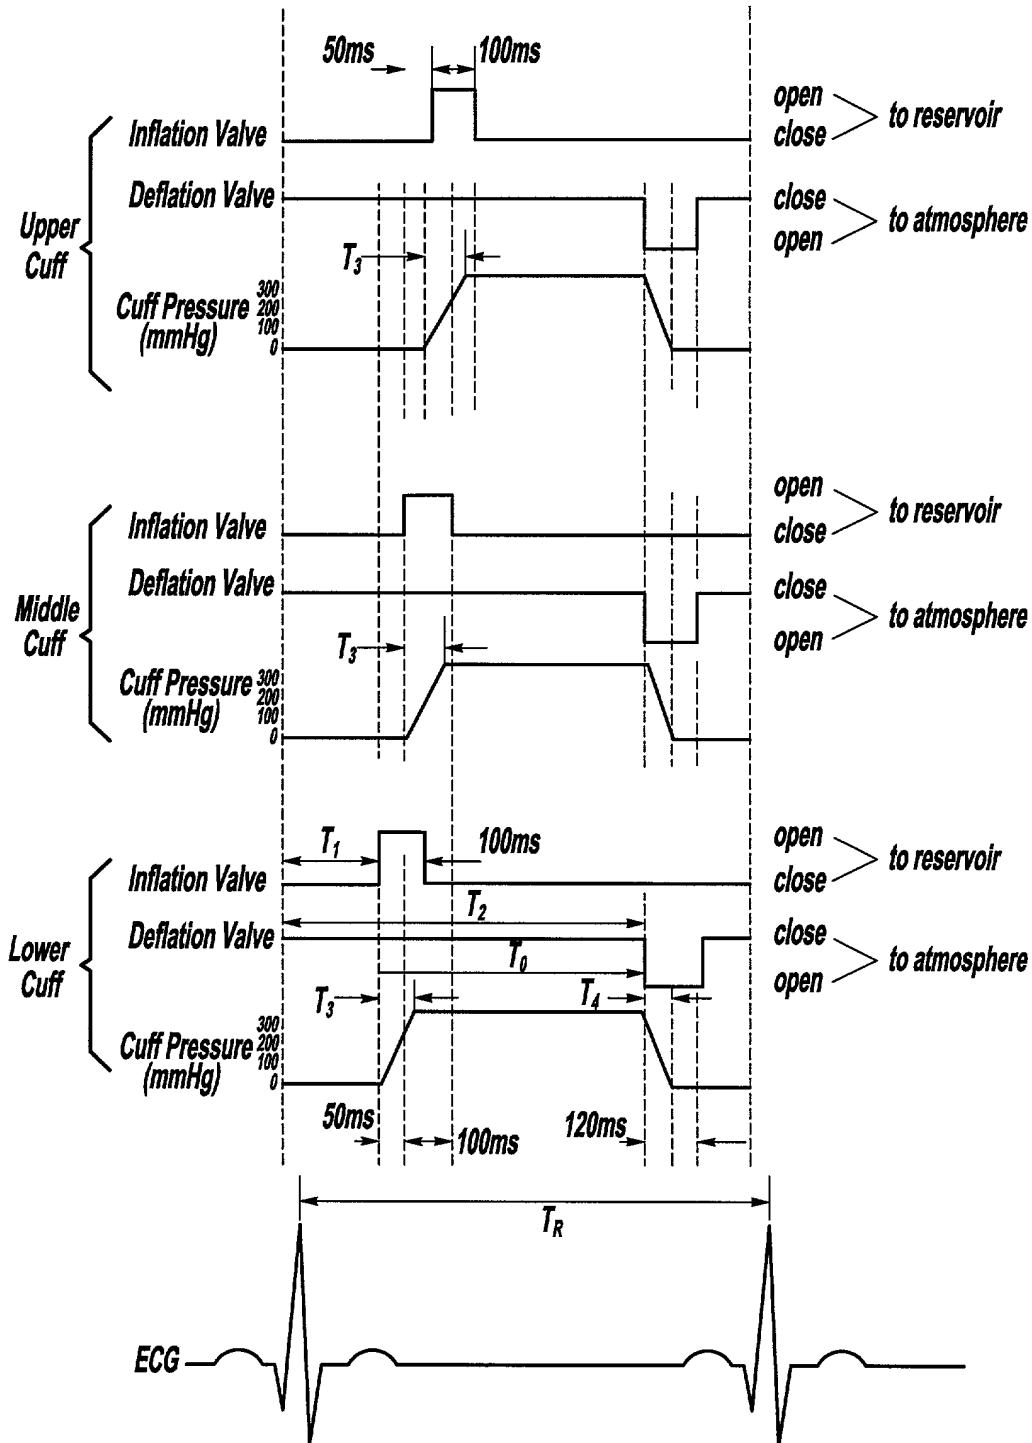 50ms 100ms
Inflation Valve
open
close
to reservoir
Deflation Valve
close
open
to atmosphere
Upper
Cuff
T3
Cuff Pressure
(mmHg)
300
200
100
0
Inflation Valve
open
close
to reservoir
Deflation Valve
close
open
to atmosphere
Middle
Cuff
T3
Cuff Pressure
(mmHg)
300
200
100
0
T1
100ms
Inflation Valve
open
close
to reservoir
T2
Deflation Valve
close
open
to atmosphere
Lower
Cuff
T0
T3
T4
Cuff Pressure
(mmHg)
300
200
100
0
50ms 100ms 120ms
TR
ECG